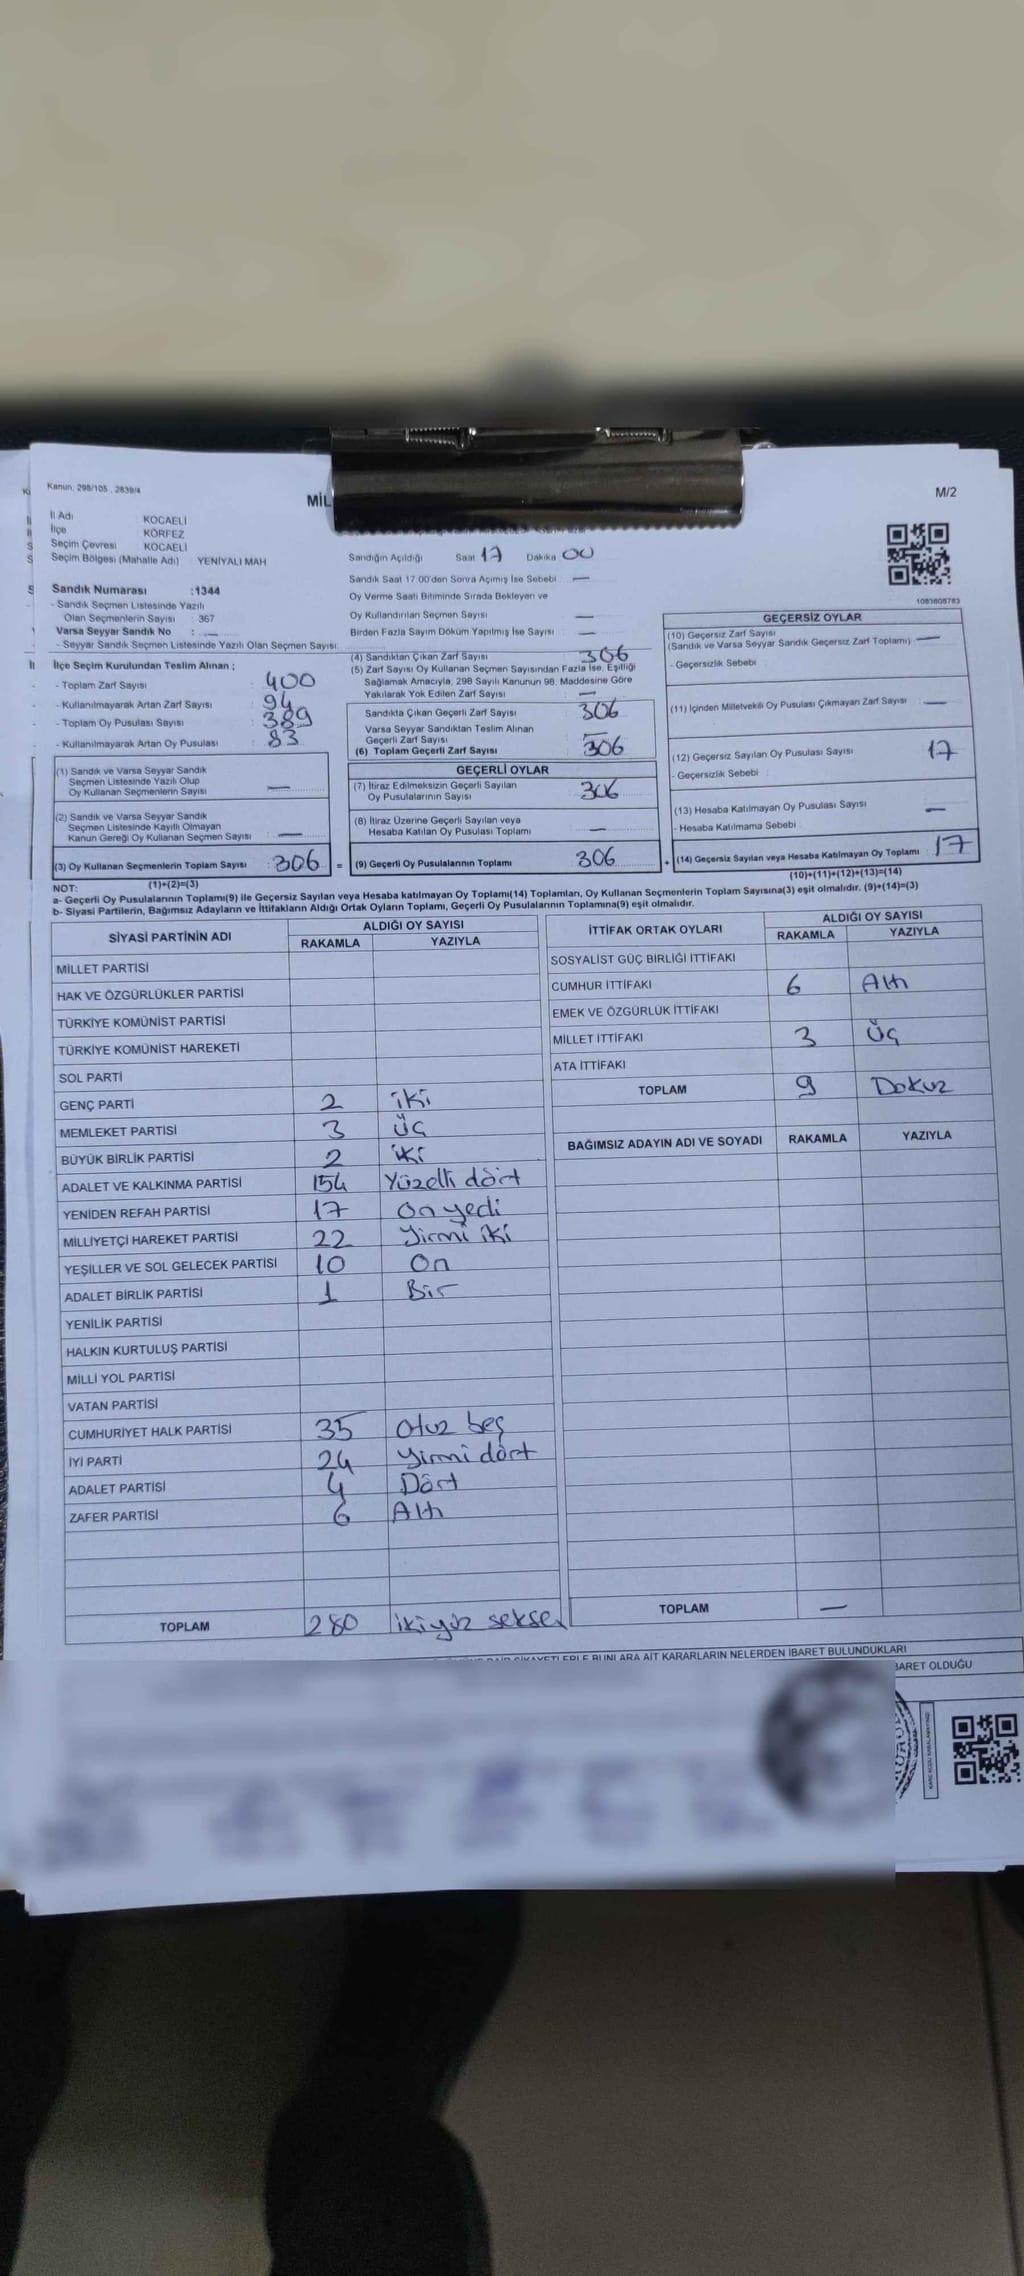 Kanun, 298/105 , 2839/4
MİL
M/2
İl Adı KOCAELİ
İlçe KÖRFEZ
Seçim Çevresi KOCAELİ
Seçim Bölgesi (Mahalle Adı) YENİYALI MAH
Sandık Numarası :1344
- Sandık Seçmen Listesinde Yazılı
Olan Seçmenlerin Sayısı : 367
Varsa Seyyar Sandık No : —
- Seyyar Sandık Seçmen Listesinde Yazılı Olan Seçmen Sayısı
İlçe Seçim Kurulundan Teslim Alınan ;
- Toplam Zarf Sayısı : 400
- Kullanılmayarak Artan Zarf Sayısı : 94
- Toplam Oy Pusulası Sayısı : 389
- Kullanılmayarak Artan Oy Pusulası : 83
(1) Sandık ve Varsa Seyyar Sandık
Seçmen Listesinde Yazılı Olup
Oy Kullanan Seçmenlerin Sayısı : —
(2) Sandık ve Varsa Seyyar Sandık
Seçmen Listesinde Kayıtlı Olmayan
Kanun Gereği Oy Kullanan Seçmen Sayısı : —
(3) Oy Kullanan Seçmenlerin Toplam Sayısı : 306
(1)+(2)=(3)
Sandığın Açıldığı Saat 17 Dakika 00
Sandık Saat 17:00'den Sonra Açımış İse Sebebi : —
Oy Verme Saati Bitiminde Sırada Bekleyen ve
Oy Kullandırılan Seçmen Sayısı : —
Birden Fazla Sayım Döküm Yapılmış İse Sayısı : —
(4) Sandıktan Çıkan Zarf Sayısı : 306
(5) Zarf Sayısı Oy Kullanan Seçmen Sayısından Fazla İse, Eşitliği
Sağlamak Amacıyla, 298 Sayılı Kanunun 98. Maddesine Göre
Yakılarak Yok Edilen Zarf Sayısı : —
Sandıkta Çıkan Geçerli Zarf Sayısı : 306
Varsa Seyyar Sandıktan Teslim Alınan
Geçerli Zarf Sayısı : —
(6) Toplam Geçerli Zarf Sayısı : 306
GEÇERLİ OYLAR
(7) İtiraz Edilmeksizin Geçerli Sayılan
Oy Pusulalarının Sayısı : 306
(8) İtiraz Üzerine Geçerli Sayılan veya
Hesaba Katılan Oy Pusulası Toplamı : —
= (9) Geçerli Oy Pusulalarının Toplamı : 306
1083608783
GEÇERSİZ OYLAR
(10) Geçersiz Zarf Sayısı
(Sandık ve Varsa Seyyar Sandık Geçersiz Zarf Toplamı) : —
- Geçersizlik Sebebi
(11) İçinden Milletvekili Oy Pusulası Çıkmayan Zarf Sayısı : —
(12) Geçersiz Sayılan Oy Pusulası Sayısı 17
- Geçersizlik Sebebi :
(13) Hesaba Katılmayan Oy Pusulası Sayısı —
- Hesaba Katılmama Sebebi
+ (14) Geçersiz Sayılan veya Hesaba Katılmayan Oy Toplamı : 17
(10)+(11)+(12)+(13)=(14)
NOT:
a- Geçerli Oy Pusulalarının Toplamı(9) ile Geçersiz Sayılan veya Hesaba katılmayan Oy Toplamı(14) Toplamları, Oy Kullanan Seçmenlerin Toplam Sayısına(3) eşit olmalıdır. (9)+(14)=(3)
b- Siyasi Partilerin, Bağımsız Adayların ve İttifakların Aldığı Ortak Oyların Toplamı, Geçerli Oy Pusulalarının Toplamına(9) eşit olmalıdır.
SİYASİ PARTİNİN ADI ALDIĞI OY SAYISI
RAKAMLA YAZIYLA
MİLLET PARTİSİ
HAK VE ÖZGÜRLÜKLER PARTİSİ
TÜRKİYE KOMÜNİST PARTİSİ
TÜRKİYE KOMÜNİST HAREKETİ
SOL PARTİ
GENÇ PARTİ 2 iki
MEMLEKET PARTİSİ 3 üç
BÜYÜK BİRLİK PARTİSİ 2 iki
ADALET VE KALKINMA PARTİSİ 154 Yüzelli dört
YENİDEN REFAH PARTİSİ 17 on yedi
MİLLİYETÇİ HAREKET PARTİSİ 22 Yirmi iki
YEŞİLLER VE SOL GELECEK PARTİSİ 10 On
ADALET BİRLİK PARTİSİ 1 Bir
YENİLİK PARTİSİ
HALKIN KURTULUŞ PARTİSİ
MİLLİ YOL PARTİSİ
VATAN PARTİSİ
CUMHURİYET HALK PARTİSİ 35 Otuz beş
İYİ PARTİ 24 Yirmi dört
ADALET PARTİSİ 4 Dört
ZAFER PARTİSİ 6 Altı
TOPLAM 280 ikiyüz seksen
İTTİFAK ORTAK OYLARI ALDIĞI OY SAYISI
RAKAMLA YAZIYLA
SOSYALİST GÜÇ BİRLİĞİ İTTİFAKI
CUMHUR İTTİFAKI 6 Altı
EMEK VE ÖZGÜRLÜK İTTİFAKI
MİLLET İTTİFAKI 3 üç
ATA İTTİFAKI
TOPLAM 9 Dokuz
BAĞIMSIZ ADAYIN ADI VE SOYADI RAKAMLA YAZIYLA
TOPLAM —
BUNLARA AİT KARARLARIN NELERDEN İBARET BULUNDUKLARI
BARET OLDUĞU